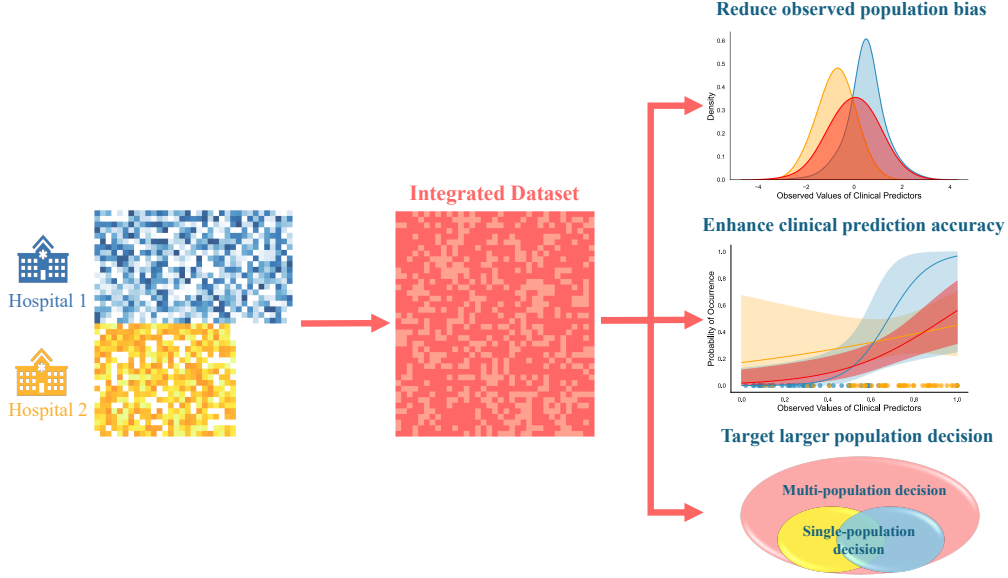 Reduce observed population bias
0.6
0.5
0.4
0.3
0.2
0.1
0.0
Density
−4 −2 0 2 4
Observed Values of Clinical Predictors
Integrated Dataset
Hospital 1
Hospital 2
Enhance clinical prediction accuracy
1.0
0.8
0.6
0.4
0.2
0.0
Probability of Occurrence
0.0 0.2 0.4 0.6 0.8 1.0
Observed Values of Clinical Predictors
Target larger population decision
Multi-population decision
Single-population
decision